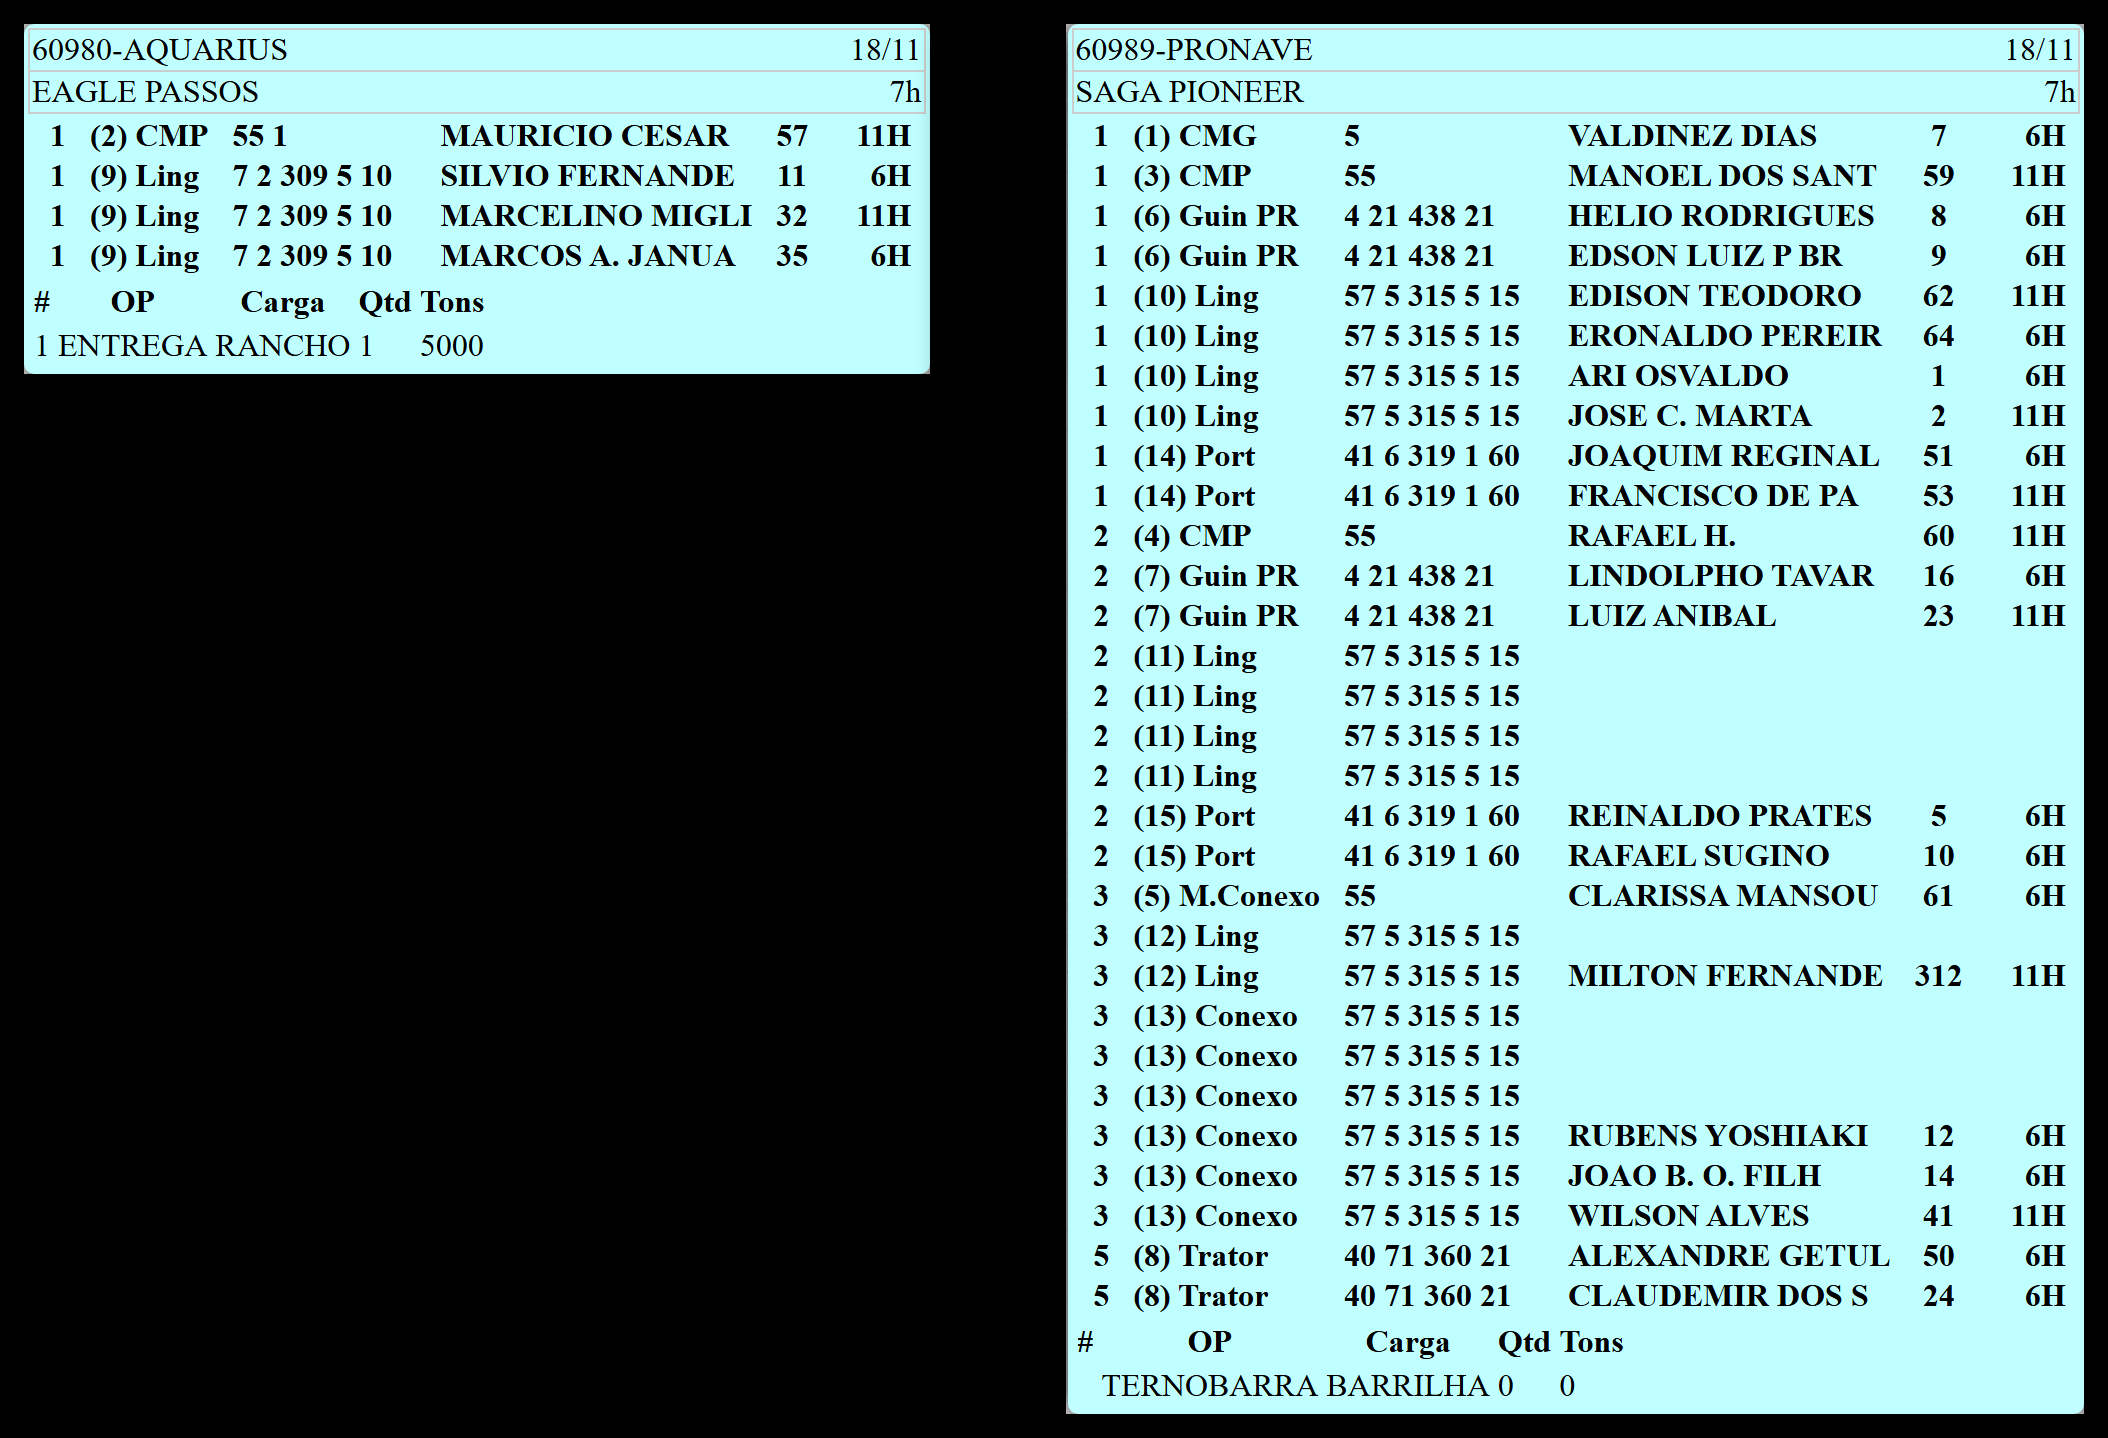 60980-AQUARIUS 18/11
EAGLE PASSOS 7h
1 (2) CMP 55 1 MAURICIO CESAR 57 11H
1 (9) Ling 7 2 309 5 10 SILVIO FERNANDE 11 6H
1 (9) Ling 7 2 309 5 10 MARCELINO MIGLI 32 11H
1 (9) Ling 7 2 309 5 10 MARCOS A. JANUA 35 6H
# OP Carga Qtd Tons
1 ENTREGA RANCHO 1 5000
60989-PRONAVE 18/11
SAGA PIONEER 7h
1 (1) CMG 5 VALDINEZ DIAS 7 6H
1 (3) CMP 55 MANOEL DOS SANT 59 11H
1 (6) Guin PR 4 21 438 21 HELIO RODRIGUES 8 6H
1 (6) Guin PR 4 21 438 21 EDSON LUIZ P BR 9 6H
1 (10) Ling 57 5 315 5 15 EDISON TEODORO 62 11H
1 (10) Ling 57 5 315 5 15 ERONALDO PEREIR 64 6H
1 (10) Ling 57 5 315 5 15 ARI OSVALDO 1 6H
1 (10) Ling 57 5 315 5 15 JOSE C. MARTA 2 11H
1 (14) Port 41 6 319 1 60 JOAQUIM REGINAL 51 6H
1 (14) Port 41 6 319 1 60 FRANCISCO DE PA 53 11H
2 (4) CMP 55 RAFAEL H. 60 11H
2 (7) Guin PR 4 21 438 21 LINDOLPHO TAVAR 16 6H
2 (7) Guin PR 4 21 438 21 LUIZ ANIBAL 23 11H
2 (11) Ling 57 5 315 5 15
2 (11) Ling 57 5 315 5 15
2 (11) Ling 57 5 315 5 15
2 (11) Ling 57 5 315 5 15
2 (15) Port 41 6 319 1 60 REINALDO PRATES 5 6H
2 (15) Port 41 6 319 1 60 RAFAEL SUGINO 10 6H
3 (5) M.Conexo 55 CLARISSA MANSOU 61 6H
3 (12) Ling 57 5 315 5 15
3 (12) Ling 57 5 315 5 15 MILTON FERNANDE 312 11H
3 (13) Conexo 57 5 315 5 15
3 (13) Conexo 57 5 315 5 15
3 (13) Conexo 57 5 315 5 15
3 (13) Conexo 57 5 315 5 15 RUBENS YOSHIAKI 12 6H
3 (13) Conexo 57 5 315 5 15 JOAO B. O. FILH 14 6H
3 (13) Conexo 57 5 315 5 15 WILSON ALVES 41 11H
5 (8) Trator 40 71 360 21 ALEXANDRE GETUL 50 6H
5 (8) Trator 40 71 360 21 CLAUDEMIR DOS S 24 6H
# OP Carga Qtd Tons
TERNOBARRA BARRILHA 0 0